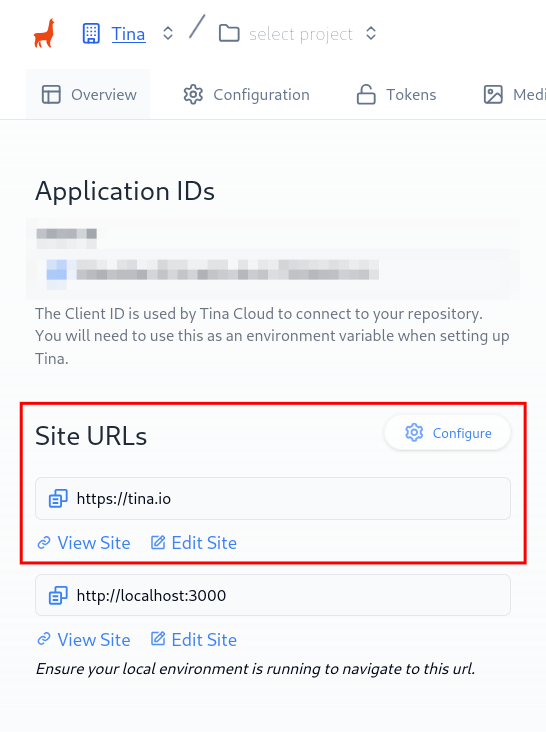 Tina / select project
Overview Configuration Tokens Medi
Application IDs
The Client ID is used by Tina Cloud to connect to your repository.
You will need to use this as an environment variable when setting up
Tina.
Site URLs Configure
https://tina.io
View Site Edit Site
http://localhost:3000
View Site Edit Site
Ensure your local environment is running to navigate to this url.